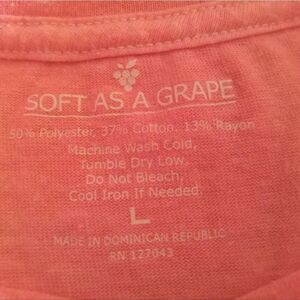 SOFT AS A GRAPE
50% Polyester, 37% Cotton, 13% Rayon
Machine Wash Cold,
Tumble Dry Low,
Do Not Bleach,
Cool Iron If Needed.
L
MADE IN DOMINICAN REPUBLIC
RN 127043